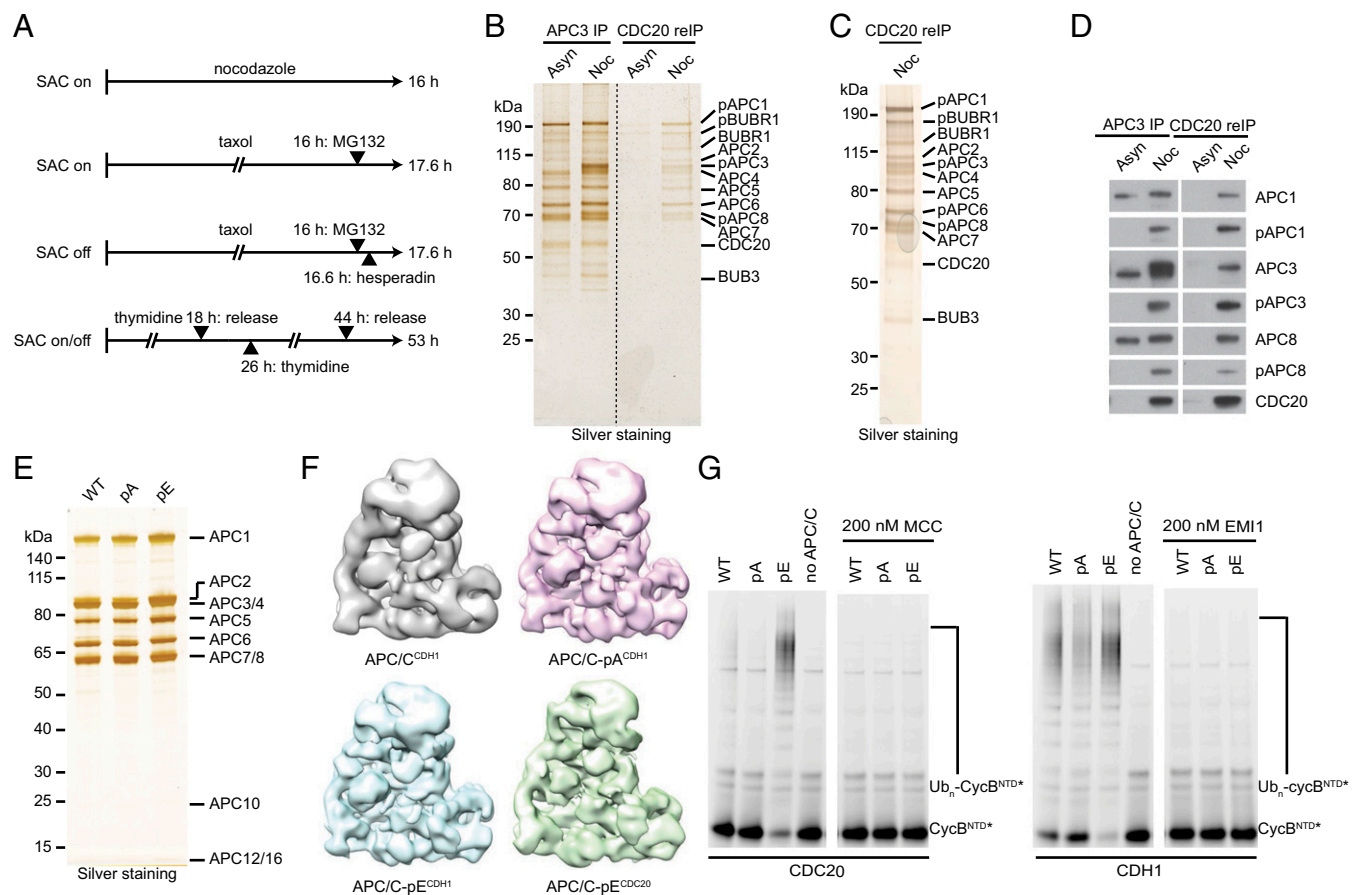 A
nocodazole
SAC on
16 h
taxol
16 h: MG132
SAC on
17.6 h
taxol
16 h: MG132
SAC off
17.6 h
16.6 h: hesperadin
thymidine
18 h: release
44 h: release
SAC on/off
53 h
26 h: thymidine
B
APC3 IP
CDC20 reIP
Asyn
Noc
Asyn
Noc
kDa
190
115
80
70
50
30
25
pAPC1
pBUBR1
BUBR1
APC2
pAPC3
APC4
APC5
APC6
pAPC8
APC7
CDC20
BUB3
Silver staining
C
CDC20 reIP
Noc
kDa
190
115
80
70
50
30
25
pAPC1
pBUBR1
BUBR1
APC2
pAPC3
APC4
APC5
pAPC6
pAPC8
APC7
CDC20
BUB3
Silver staining
D
APC3 IP
CDC20 reIP
Asyn
Noc
Asyn
Noc
APC1
pAPC1
APC3
pAPC3
APC8
pAPC8
CDC20
E
WT
pA
pE
kDa
140
115
80
65
50
40
30
25
15
APC1
APC2
APC3/4
APC5
APC6
APC7/8
APC10
APC12/16
Silver staining
F
APC/C^CDH1
APC/C-pA^CDH1
APC/C-pE^CDH1
APC/C-pE^CDC20
G
200 nM MCC
WT
pA
pE
no APC/C
WT
pA
pE
Ubn-cycB^NTD*
CycB^NTD*
CDC20
200 nM EMI1
WT
pA
pE
no APC/C
WT
pA
pE
Ubn-cycB^NTD*
CycB^NTD*
CDH1